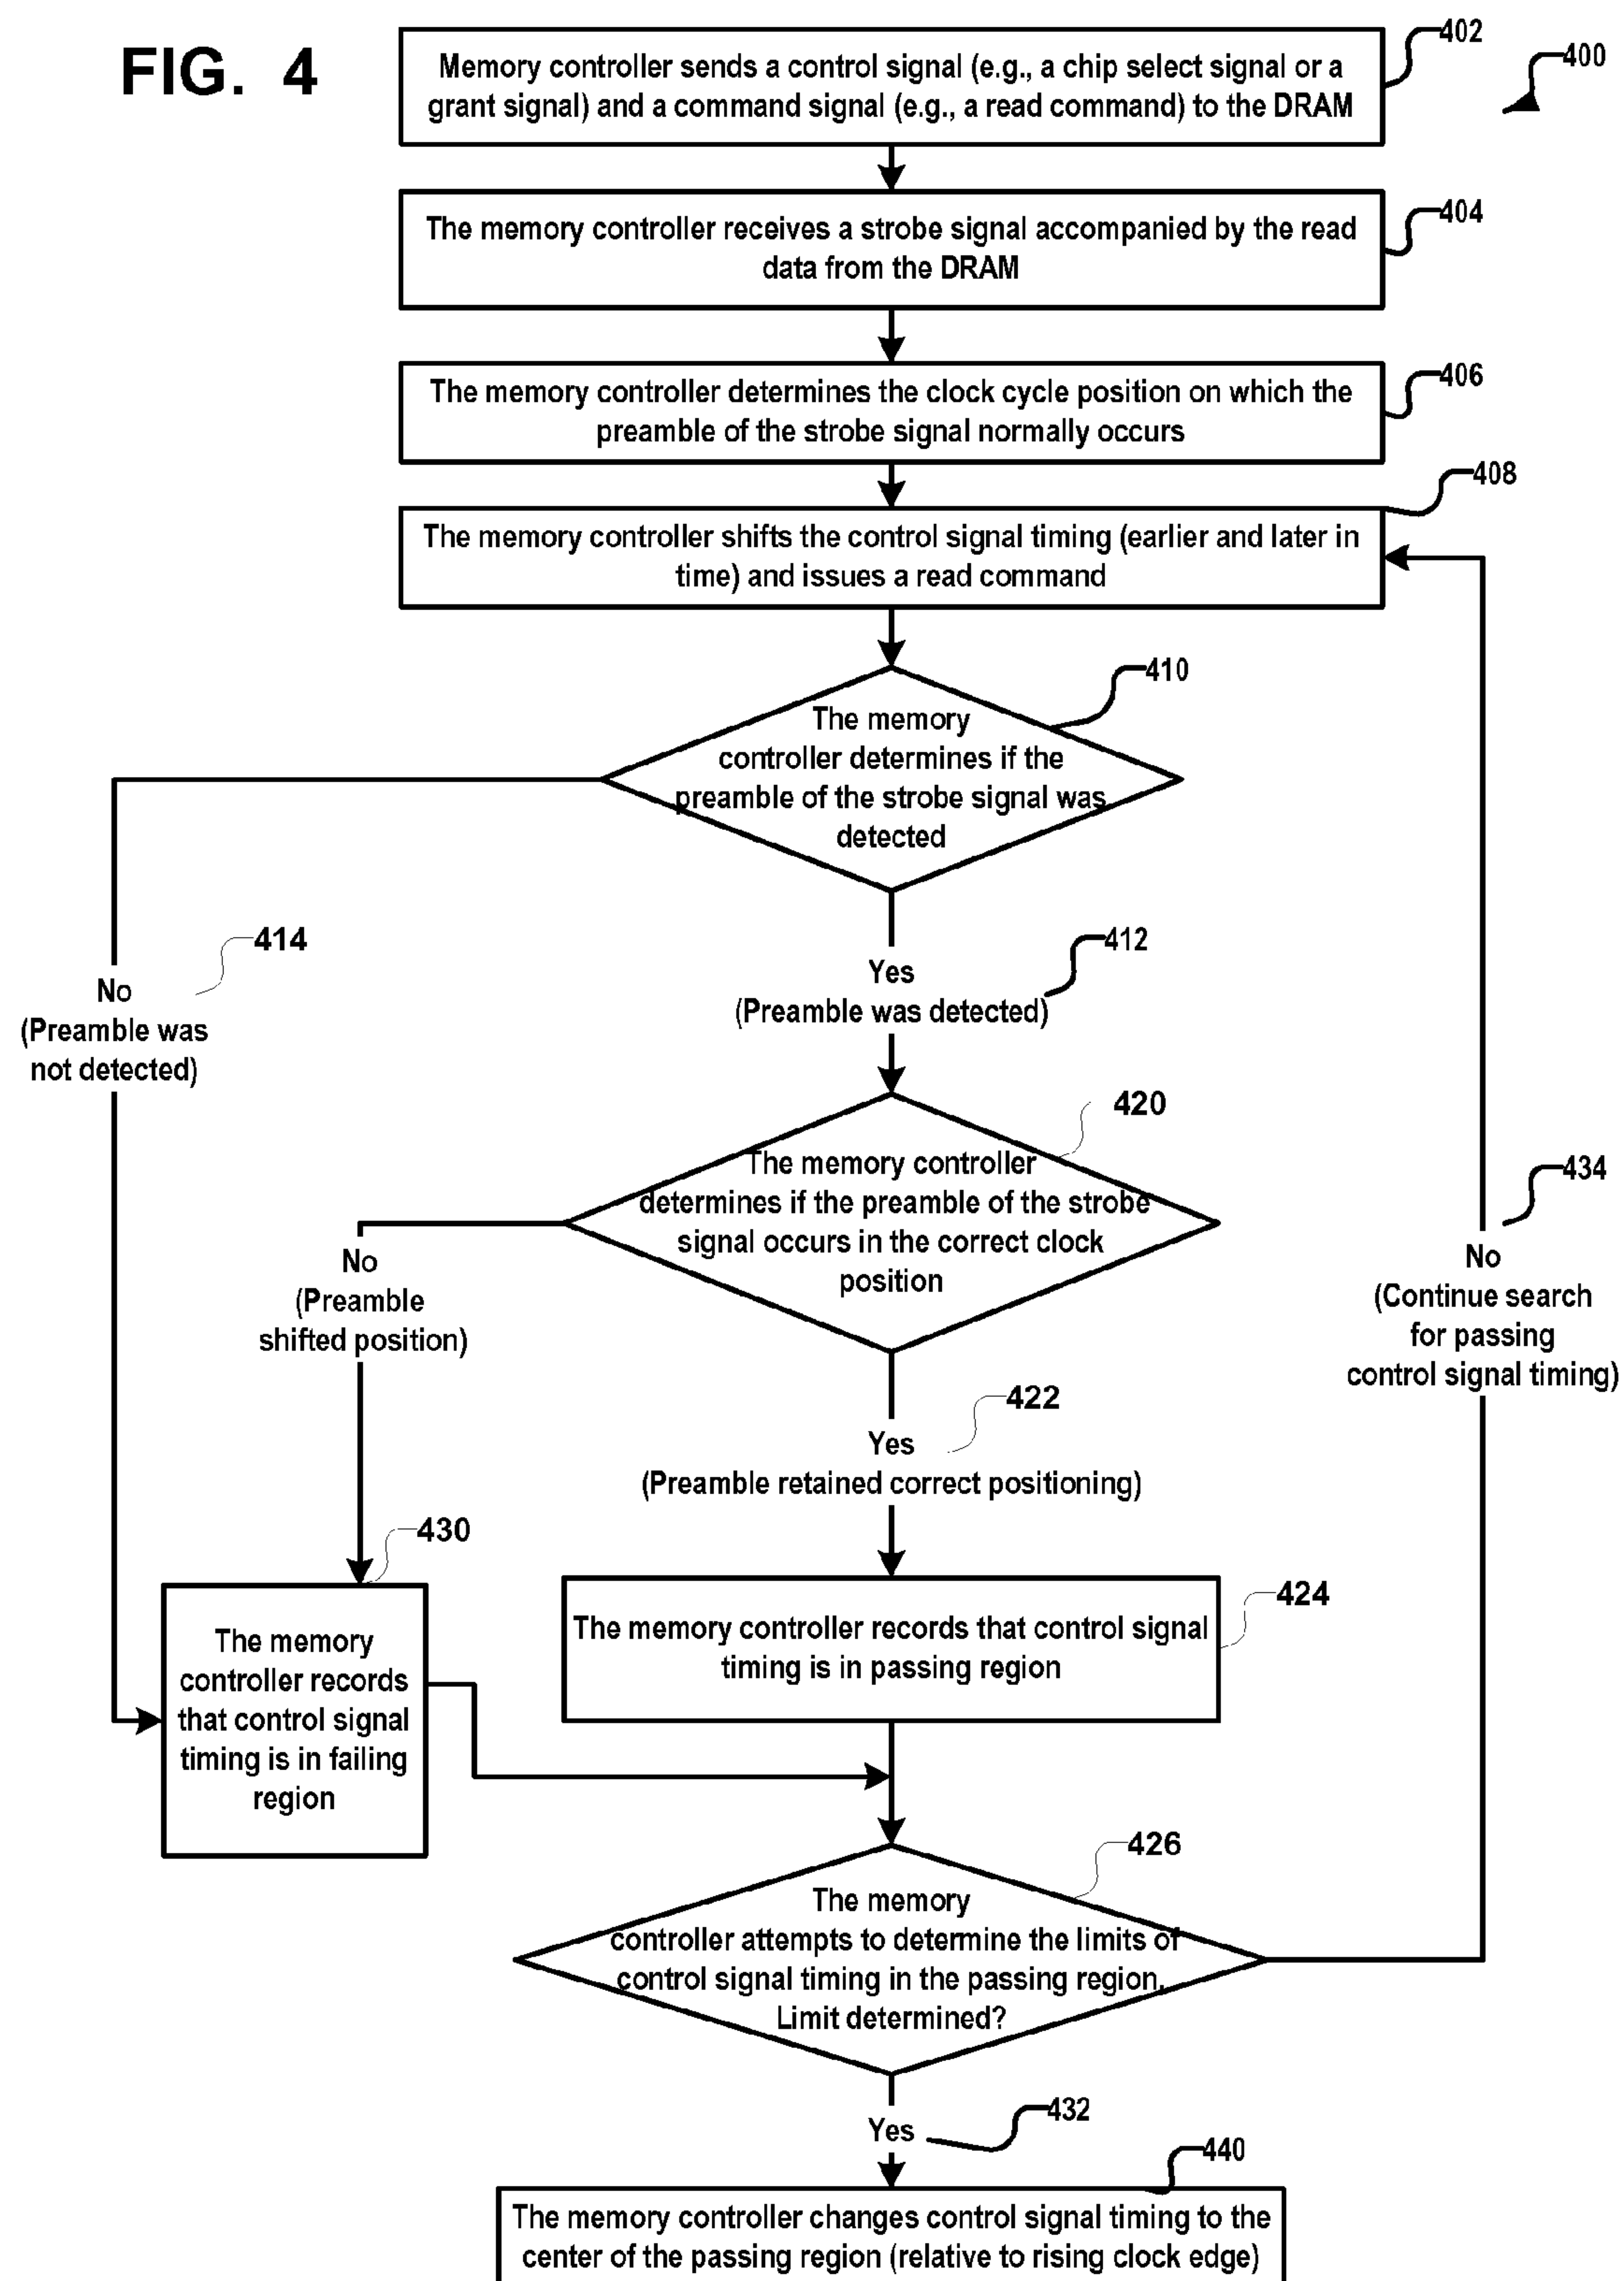 FIG. 4
402
400
Memory controller sends a control signal (e.g., a chip select signal or a
grant signal) and a command signal (e.g., a read command) to the DRAM
404
The memory controller receives a strobe signal accompanied by the read
data from the DRAM
406
The memory controller determines the clock cycle position on which the
preamble of the strobe signal normally occurs
408
The memory controller shifts the control signal timing (earlier and later in
time) and issues a read command
410
The memory
controller determines if the
preamble of the strobe signal was
detected
414
No
(Preamble was
not detected)
412
Yes
(Preamble was detected)
420
The memory controller
determines if the preamble of the strobe
signal occurs in the correct clock
position
434
No
(Continue search
for passing
control signal timing)
No
(Preamble
shifted position)
422
Yes
(Preamble retained correct positioning)
430
The memory
controller records
that control signal
timing is in failing
region
424
The memory controller records that control signal
timing is in passing region
426
The memory
controller attempts to determine the limits of
control signal timing in the passing region.
Limit determined?
432
Yes
440
The memory controller changes control signal timing to the
center of the passing region (relative to rising clock edge)